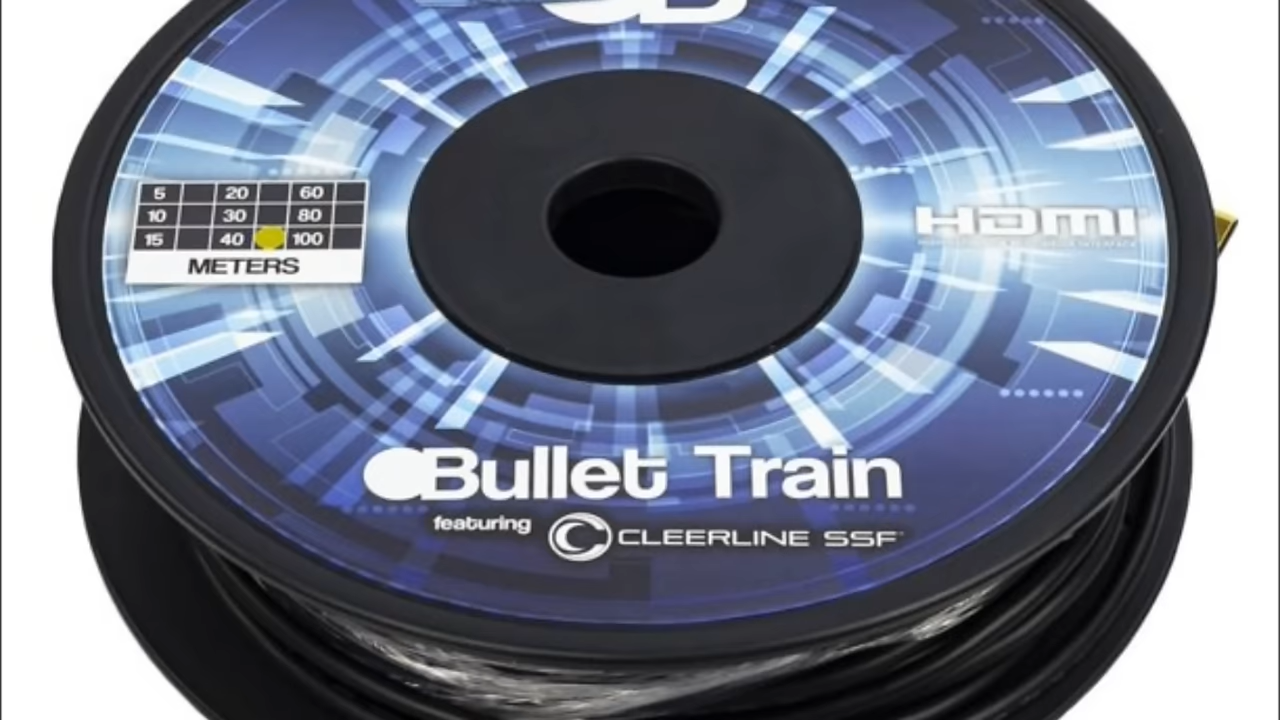 5 20 60
10 30 80
15 40 100
METERS
HDMI
Bullet Train
featuring
CLEERLINE SSF